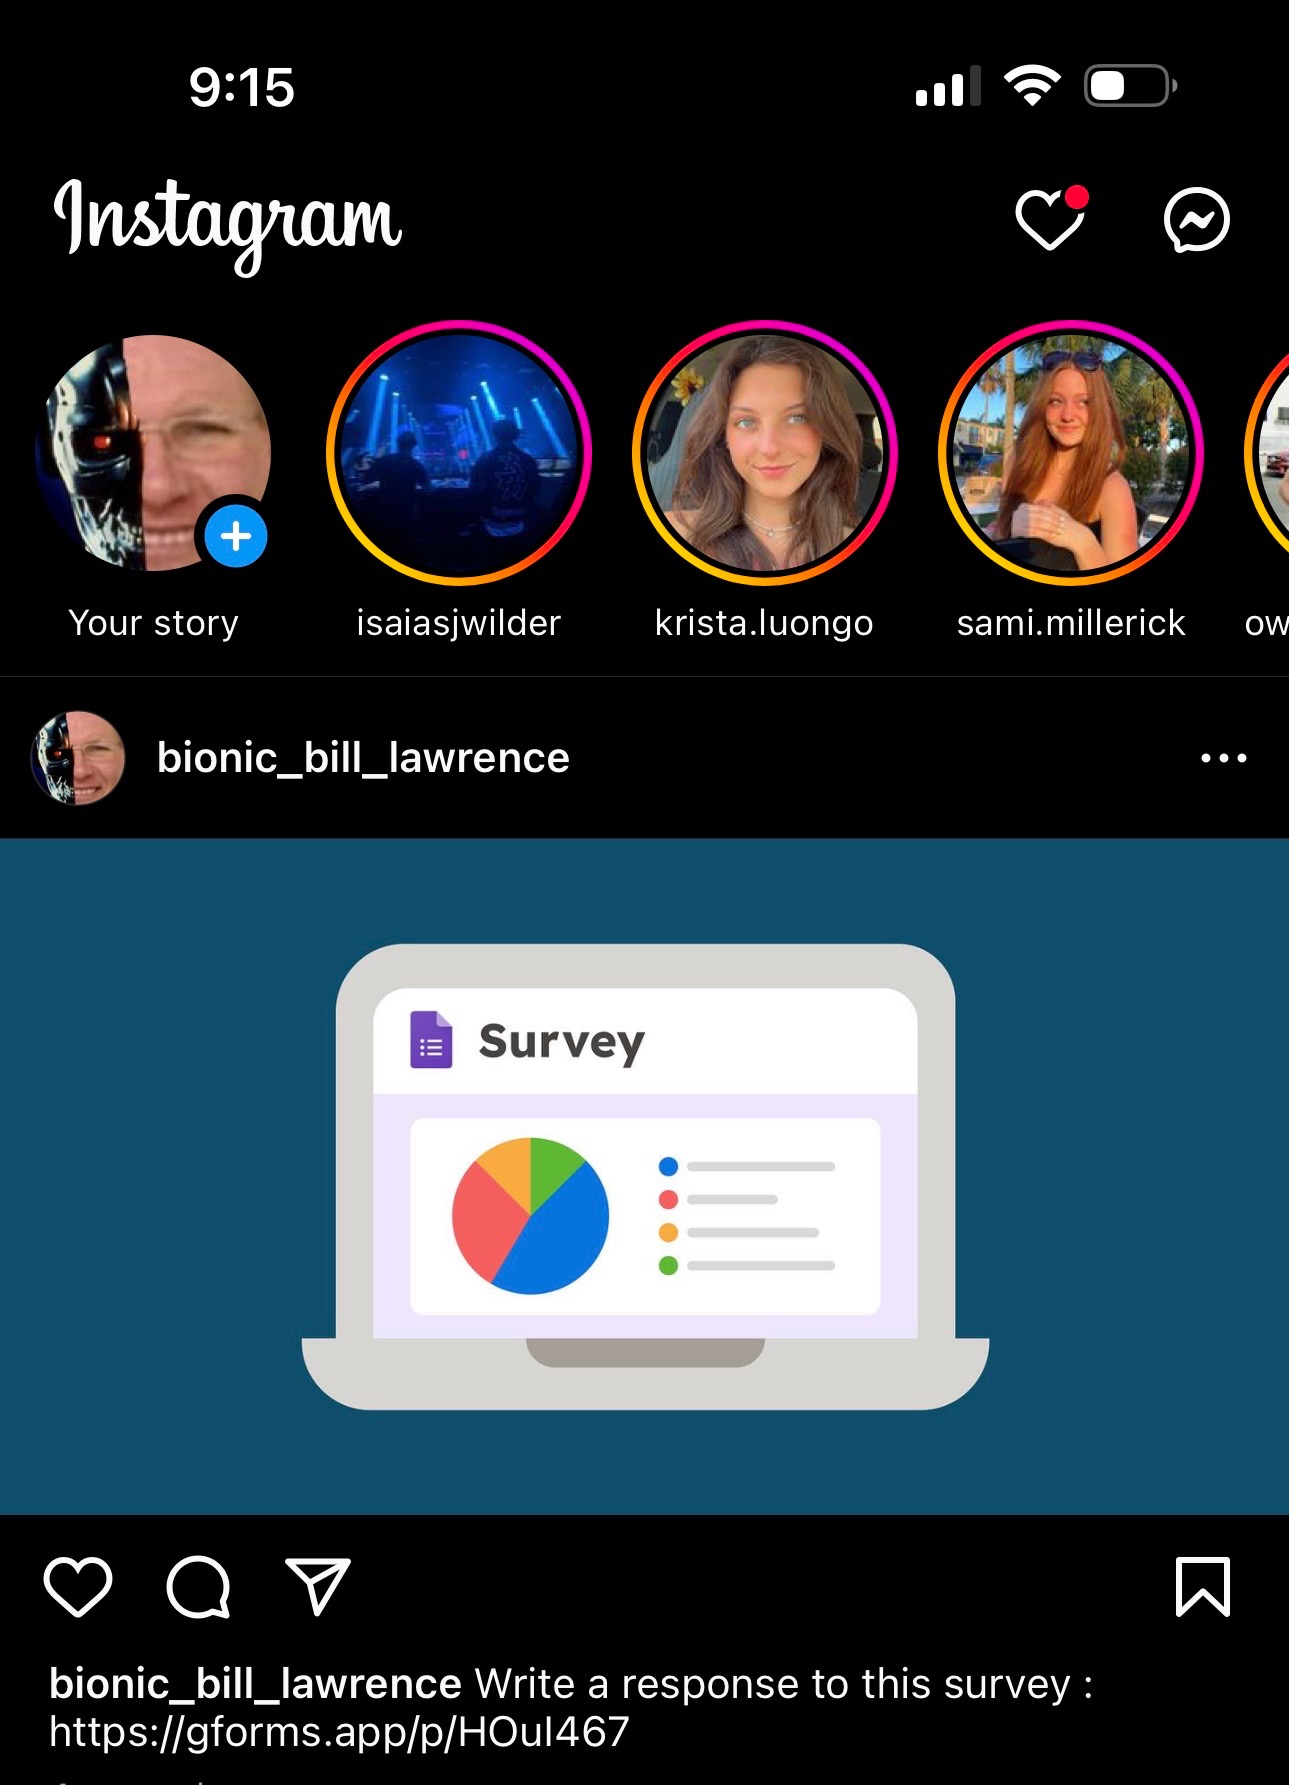 9:15
Instagram
Your story
isaiasjwilder
krista.luongo
sami.millerick
ow
bionic_bill_lawrence
Survey
bionic_bill_lawrence Write a response to this survey :
https://gforms.app/p/HOuI467